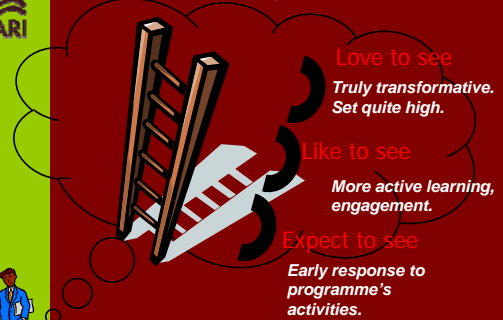 ARI
Love to see
Truly transformative.
Set quite high.
Like to see
More active learning,
engagement.
Expect to see
Early response to
programme's
activities.